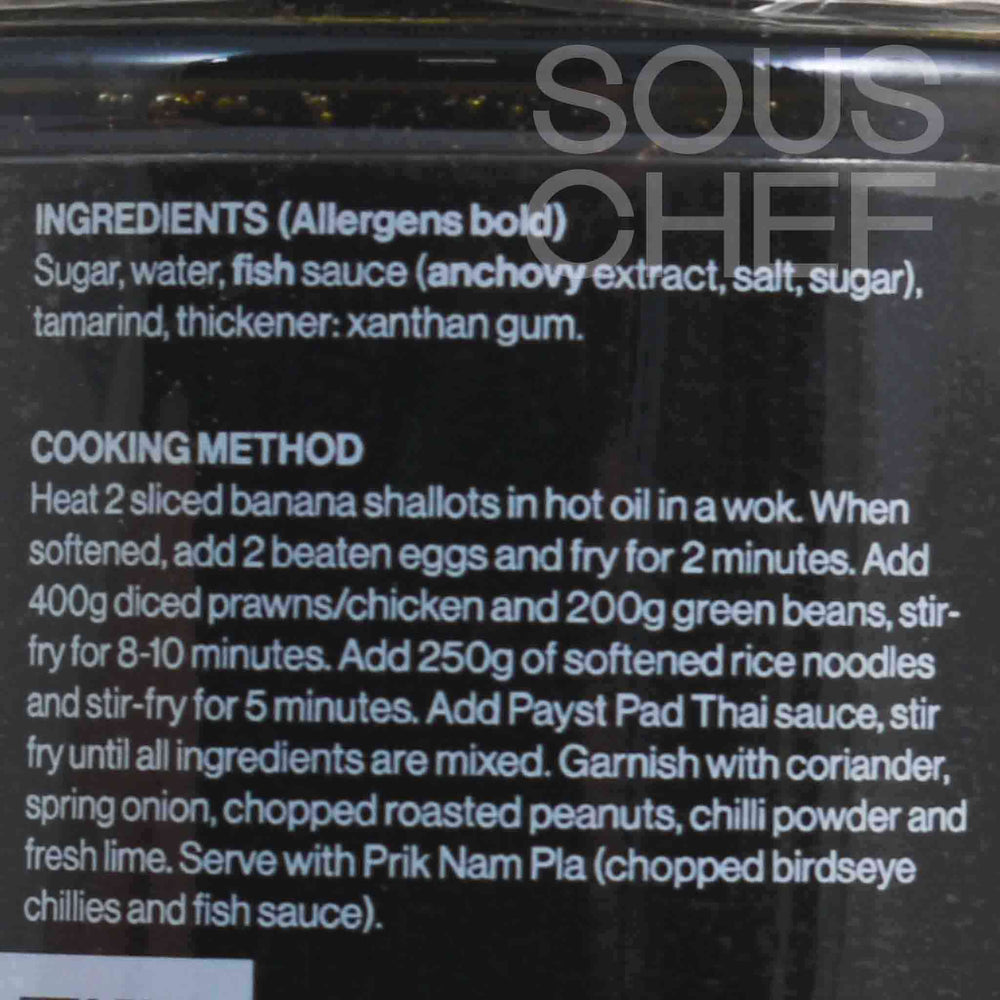 SOUS
CHEF
INGREDIENTS (Allergens bold)
Sugar, water, fish sauce (anchovy extract, salt, sugar),
tamarind, thickener: xanthan gum.
COOKING METHOD
Heat 2 sliced banana shallots in hot oil in a wok. When
softened, add 2 beaten eggs and fry for 2 minutes. Add
400g diced prawns/chicken and 200g green beans, stir-
fry for 8-10 minutes. Add 250g of softened rice noodles
and stir-fry for 5 minutes. Add Payst Pad Thai sauce, stir
fry until all ingredients are mixed. Garnish with coriander,
spring onion, chopped roasted peanuts, chilli powder and
fresh lime. Serve with Prik Nam Pla (chopped birdseye
chillies and fish sauce).